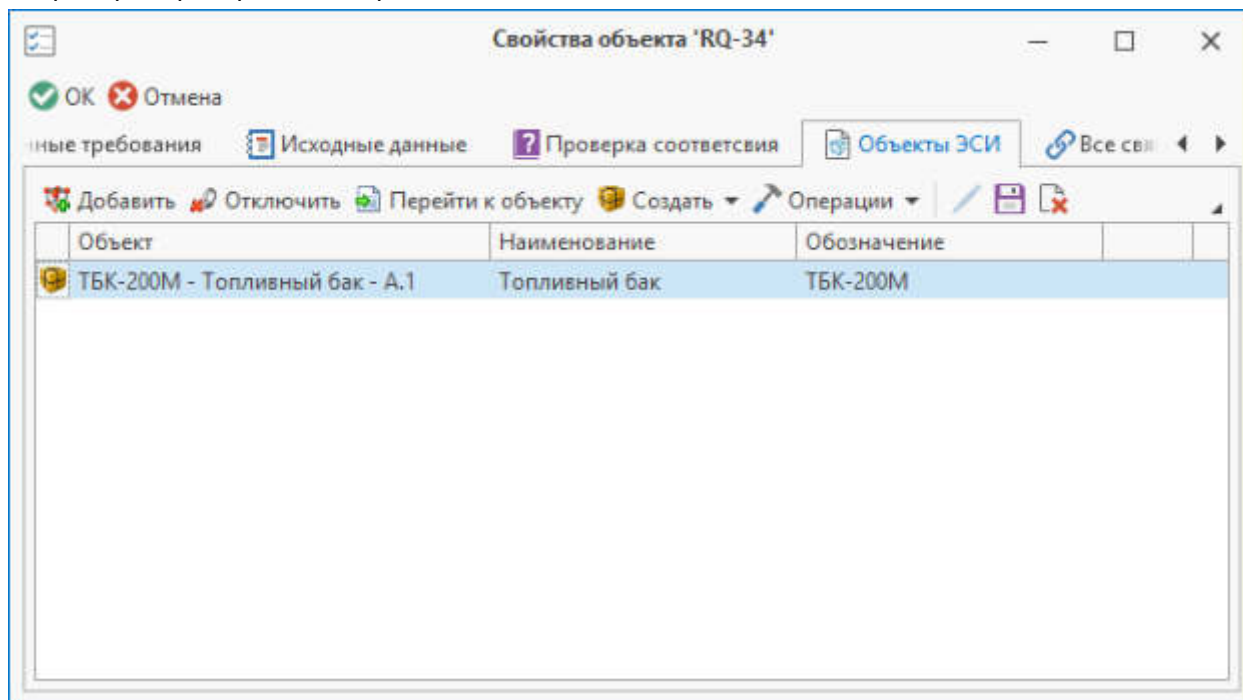 Свойства объекта 'RQ-34'
OK Отмена
ные требования Исходные данные Проверка соответсвия Объекты ЭСИ Все свя
Добавить Отключить Перейти к объекту Создать Операции
Объект Наименование Обозначение
ТБК-200М - Топливный бак - А.1 Топливный бак ТБК-200М